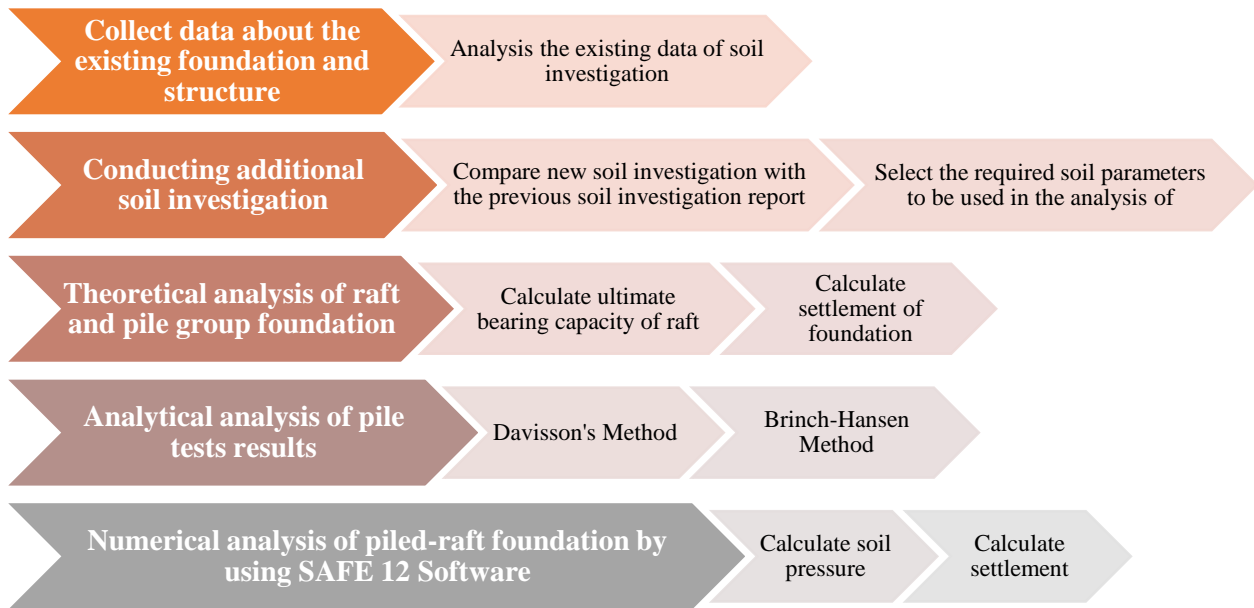 Collect data about the
existing foundation and
structure
Analysis the existing data of soil
investigation
Conducting additional
soil investigation
Compare new soil investigation with
the previous soil investigation report
Select the required soil parameters
to be used in the analysis of
Theoretical analysis of raft
and pile group foundation
Calculate ultimate
bearing capacity of raft
Calculate
settlement of
foundation
Analytical analysis of pile
tests results
Davisson's Method
Brinch-Hansen
Method
Numerical analysis of piled-raft foundation by
using SAFE 12 Software
Calculate soil
pressure
Calculate
settlement